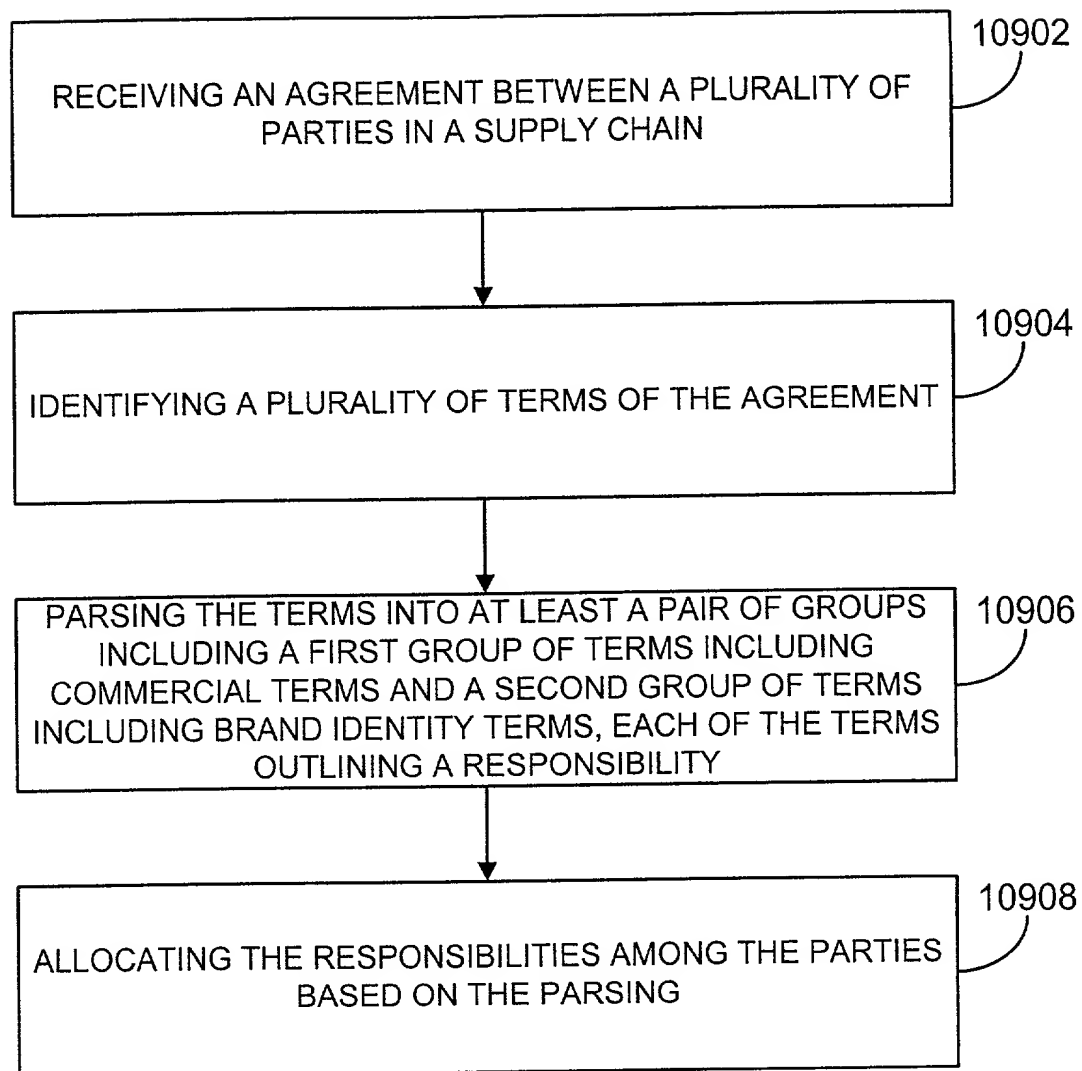 10902
RECEIVING AN AGREEMENT BETWEEN A PLURALITY OF
PARTIES IN A SUPPLY CHAIN
10904
IDENTIFYING A PLURALITY OF TERMS OF THE AGREEMENT
10906
PARSING THE TERMS INTO AT LEAST A PAIR OF GROUPS
INCLUDING A FIRST GROUP OF TERMS INCLUDING
COMMERCIAL TERMS AND A SECOND GROUP OF TERMS
INCLUDING BRAND IDENTITY TERMS, EACH OF THE TERMS
OUTLINING A RESPONSIBILITY
10908
ALLOCATING THE RESPONSIBILITIES AMONG THE PARTIES
BASED ON THE PARSING